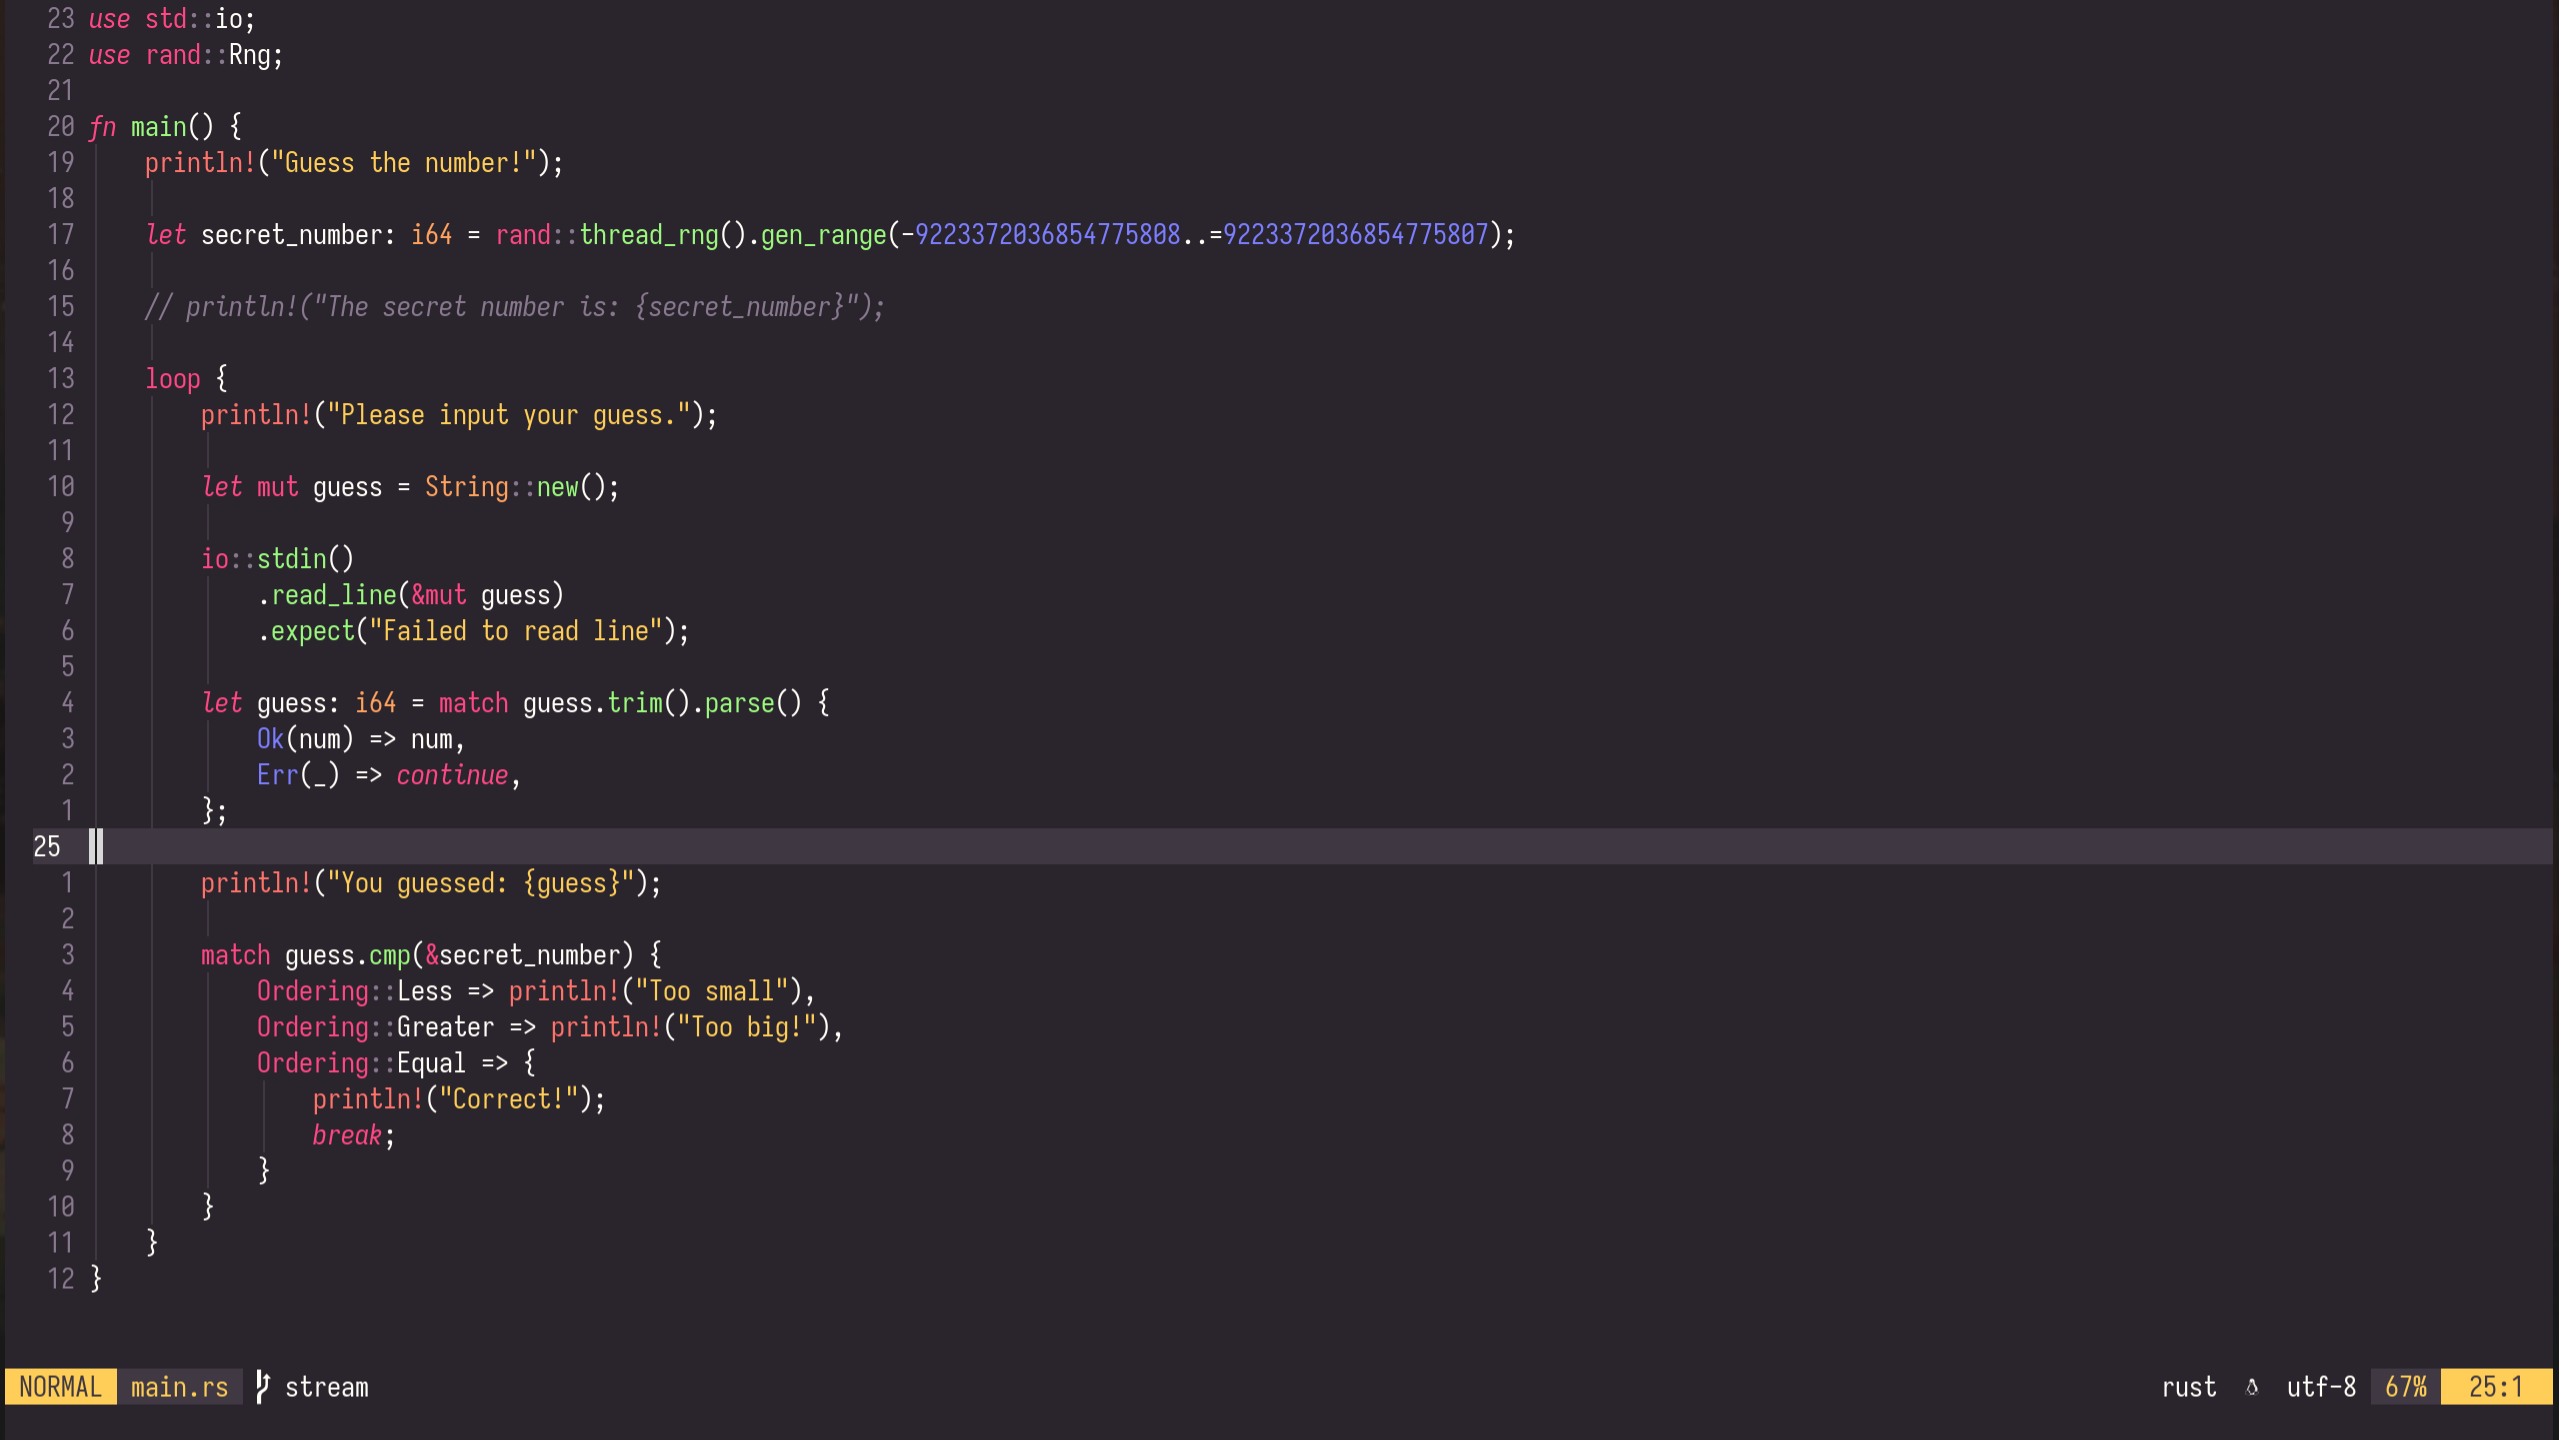 23 use std::io;
22 use rand::Rng;
21
20 fn main() {
19     println!("Guess the number!");
18
17     let secret_number: i64 = rand::thread_rng().gen_range(-9223372036854775808..=9223372036854775807);
16
15     // println!("The secret number is: {secret_number}");
14
13     loop {
12         println!("Please input your guess.");
11
10         let mut guess = String::new();
9
8         io::stdin()
7             .read_line(&mut guess)
6             .expect("Failed to read line");
5
4         let guess: i64 = match guess.trim().parse() {
3             Ok(num) => num,
2             Err(_) => continue,
1         };
25
1         println!("You guessed: {guess}");
2
3         match guess.cmp(&secret_number) {
4             Ordering::Less => println!("Too small"),
5             Ordering::Greater => println!("Too big!"),
6             Ordering::Equal => {
7                 println!("Correct!");
8                 break;
9             }
10         }
11     }
12 }
NORMAL main.rs stream rust utf-8 67% 25:1